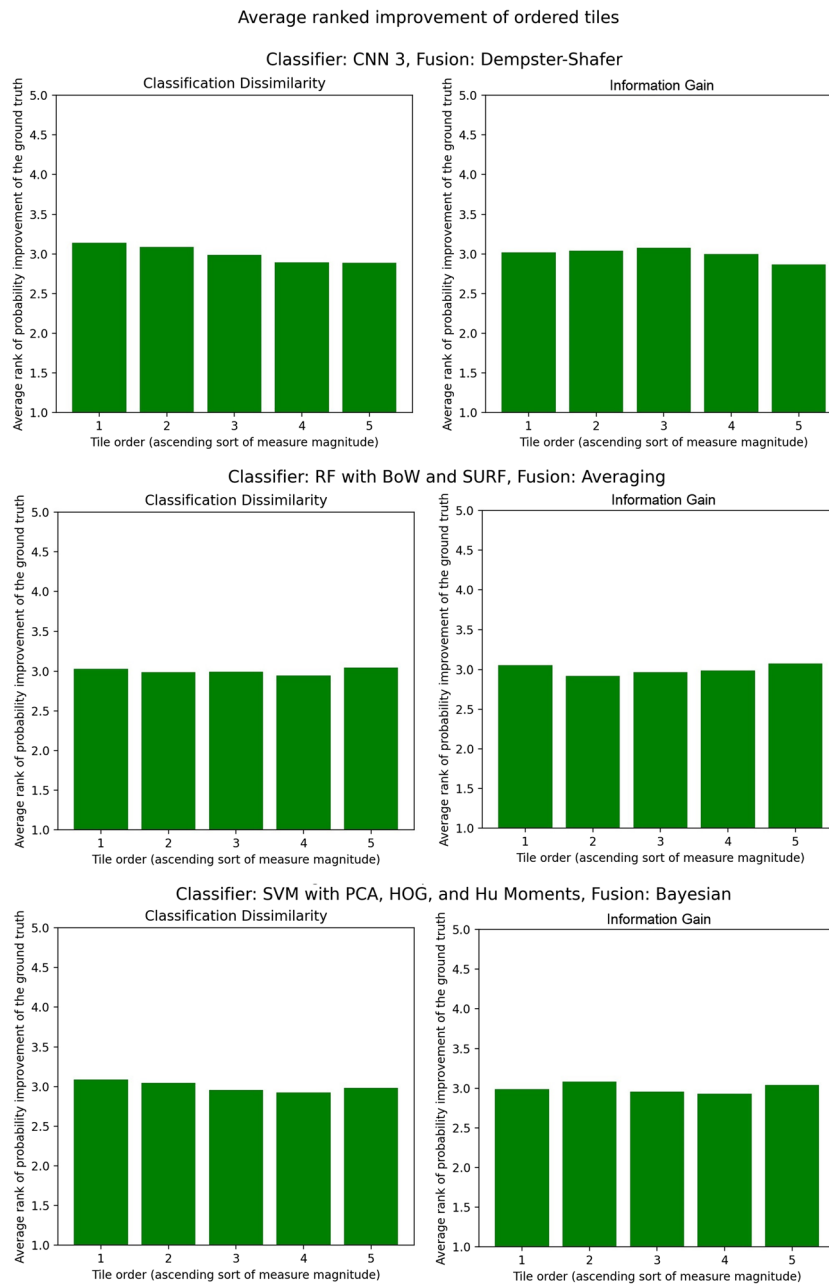 Average ranked improvement of ordered tiles
Classifier: CNN 3, Fusion: Dempster-Shafer
Classification Dissimilarity
Average rank of probability improvement of the ground truth
5.0
4.5
4.0
3.5
3.0
2.5
2.0
1.5
1.0
1 2 3 4 5
Tile order (ascending sort of measure magnitude)
Information Gain
Average rank of probability improvement of the ground truth
5.0
4.5
4.0
3.5
3.0
2.5
2.0
1.5
1.0
1 2 3 4 5
Tile order (ascending sort of measure magnitude)
Classifier: RF with BoW and SURF, Fusion: Averaging
Classification Dissimilarity
Average rank of probability improvement of the ground truth
5.0
4.5
4.0
3.5
3.0
2.5
2.0
1.5
1.0
1 2 3 4 5
Tile order (ascending sort of measure magnitude)
Information Gain
Average rank of probability improvement of the ground truth
5.0
4.5
4.0
3.5
3.0
2.5
2.0
1.5
1.0
1 2 3 4 5
Tile order (ascending sort of measure magnitude)
Classifier: SVM with PCA, HOG, and Hu Moments, Fusion: Bayesian
Classification Dissimilarity
Average rank of probability improvement of the ground truth
5.0
4.5
4.0
3.5
3.0
2.5
2.0
1.5
1.0
1 2 3 4 5
Tile order (ascending sort of measure magnitude)
Information Gain
Average rank of probability improvement of the ground truth
5.0
4.5
4.0
3.5
3.0
2.5
2.0
1.5
1.0
1 2 3 4 5
Tile order (ascending sort of measure magnitude)